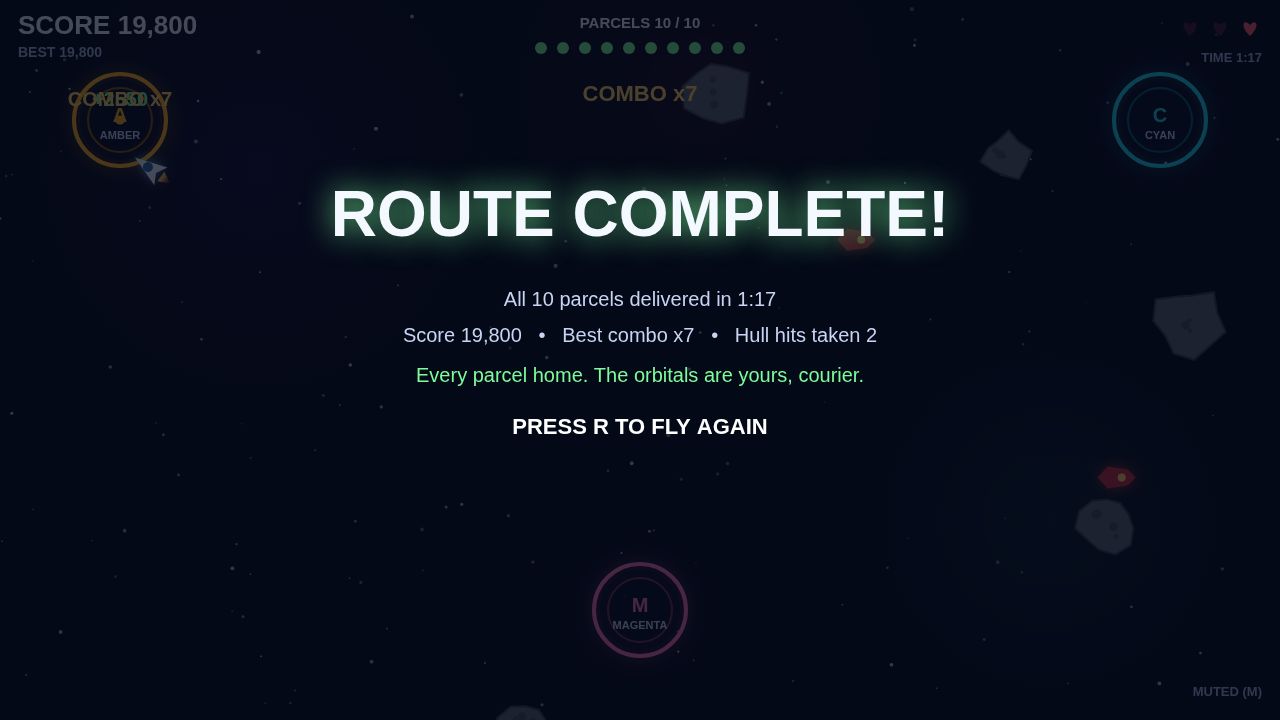 SCORE 19,800
PARCELS 10 / 10
BEST 19,800
TIME 1:17
COMBO x7
A
AMBER
C
CYAN
ROUTE COMPLETE!
All 10 parcels delivered in 1:17
Score 19,800 • Best combo x7 • Hull hits taken 2
Every parcel home. The orbitals are yours, courier.
PRESS R TO FLY AGAIN
M
MAGENTA
MUTED (M)